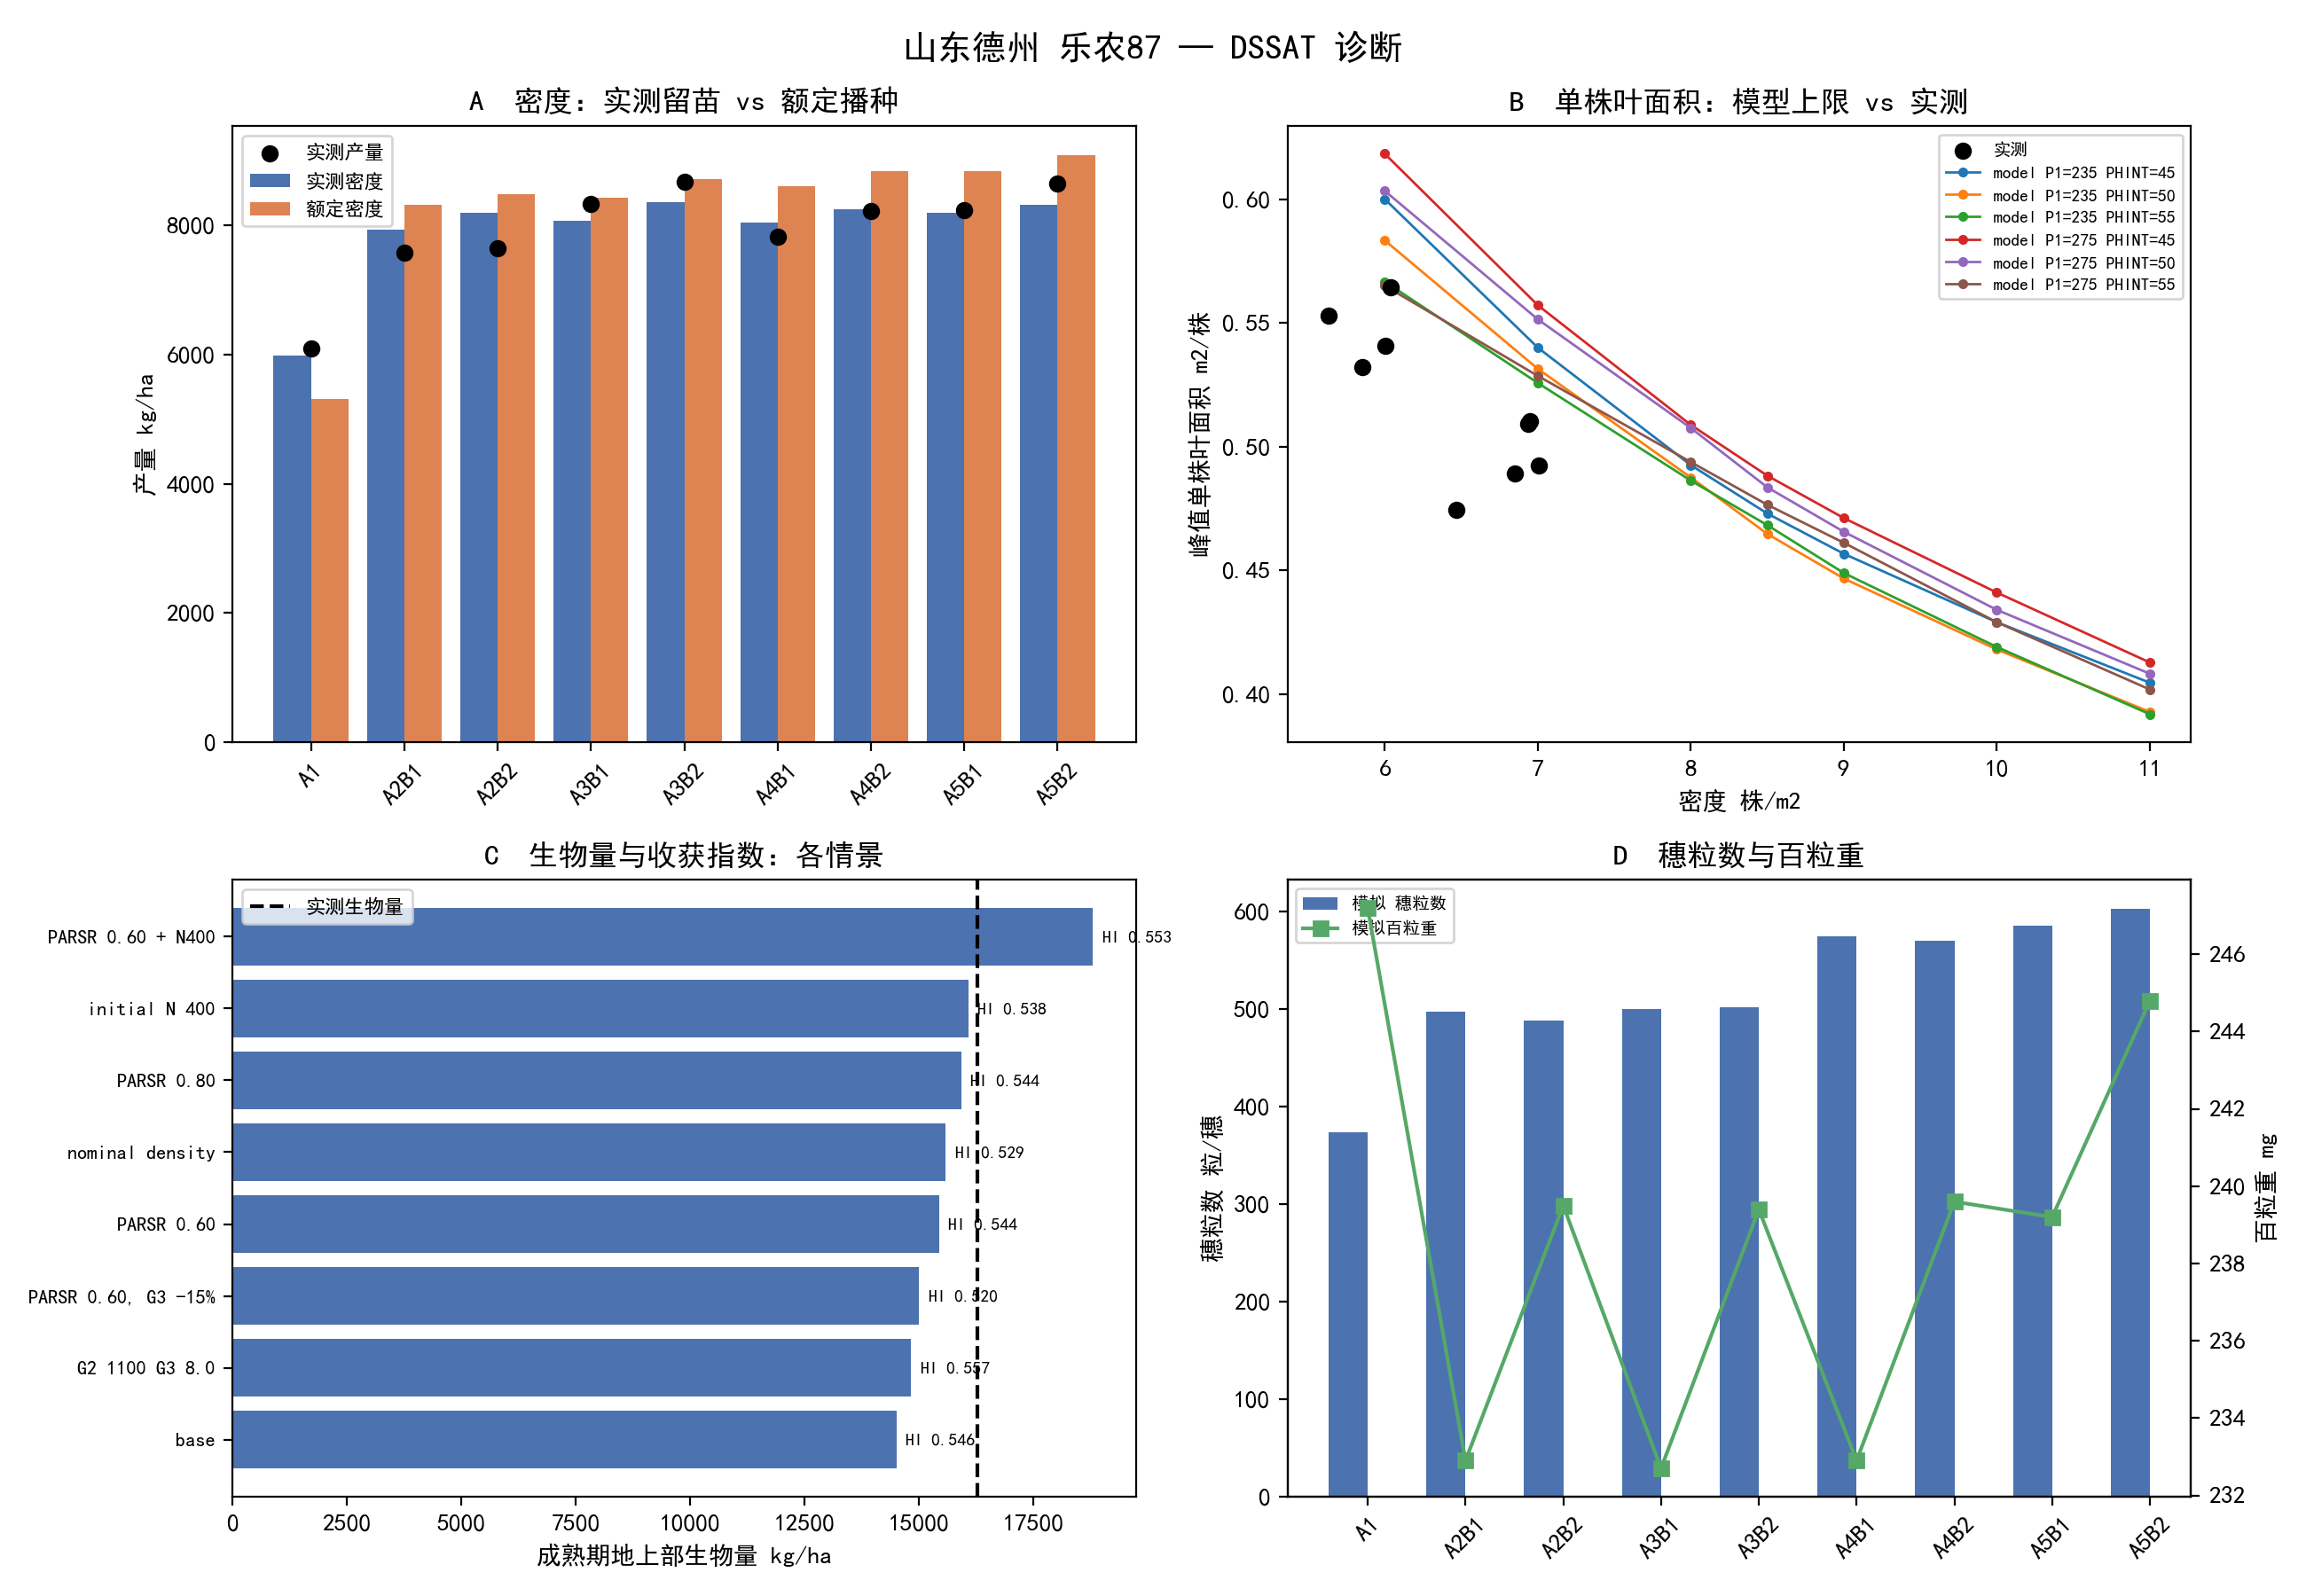 山东德州 乐农87 — DSSAT 诊断
A 密度：实测留苗 vs 额定播种
实测产量
实测密度
额定密度
产量 kg/ha
8000
6000
4000
2000
0
A1
A2B1
A2B2
A3B1
A3B2
A4B1
A4B2
A5B1
A5B2
B 单株叶面积：模型上限 vs 实测
实测
model P1=235 PHINT=45
model P1=235 PHINT=50
model P1=235 PHINT=55
model P1=275 PHINT=45
model P1=275 PHINT=50
model P1=275 PHINT=55
峰值单株叶面积 m2/株
0.60
0.55
0.50
0.45
0.40
6
7
8
9
10
11
密度 株/m2
C 生物量与收获指数：各情景
实测生物量
PARSR 0.60 + N400
HI 0.553
initial N 400
HI 0.538
PARSR 0.80
HI 0.544
nominal density
HI 0.529
PARSR 0.60
HI 0.544
PARSR 0.60, G3 -15%
HI 0.520
G2 1100 G3 8.0
HI 0.557
base
HI 0.546
0
2500
5000
7500
10000
12500
15000
17500
成熟期地上部生物量 kg/ha
D 穗粒数与百粒重
模拟 穗粒数
模拟百粒重
穗粒数 粒/穗
600
500
400
300
200
100
0
246
244
242
240
238
236
234
232
百粒重 mg
A1
A2B1
A2B2
A3B1
A3B2
A4B1
A4B2
A5B1
A5B2